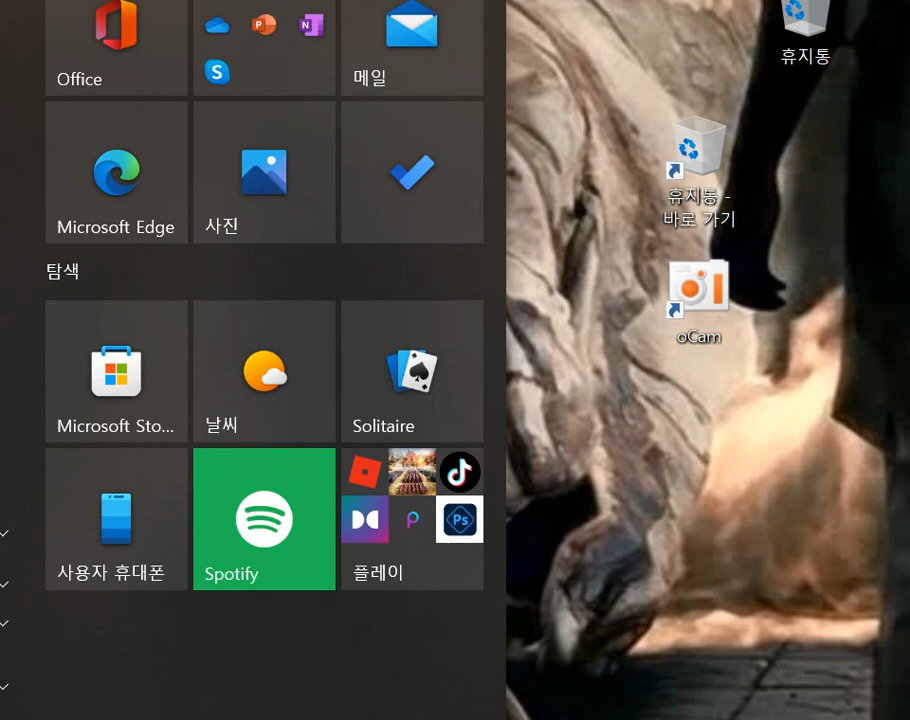 Office
메일
Microsoft Edge
사진
탐색
Microsoft Sto...
날씨
Solitaire
사용자 휴대폰
Spotify
플레이
휴지통
휴지통 -
바로 가기
oCam